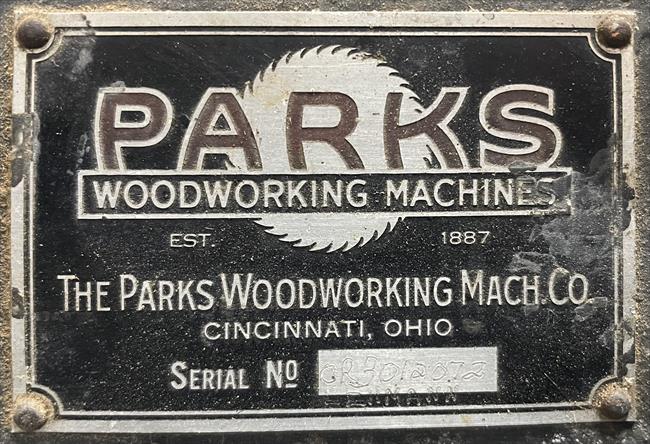 PARKS
WOODWORKING MACHINES
EST. 1887
THE PARKS WOODWORKING MACH. CO.
CINCINNATI, OHIO
SERIAL Nº